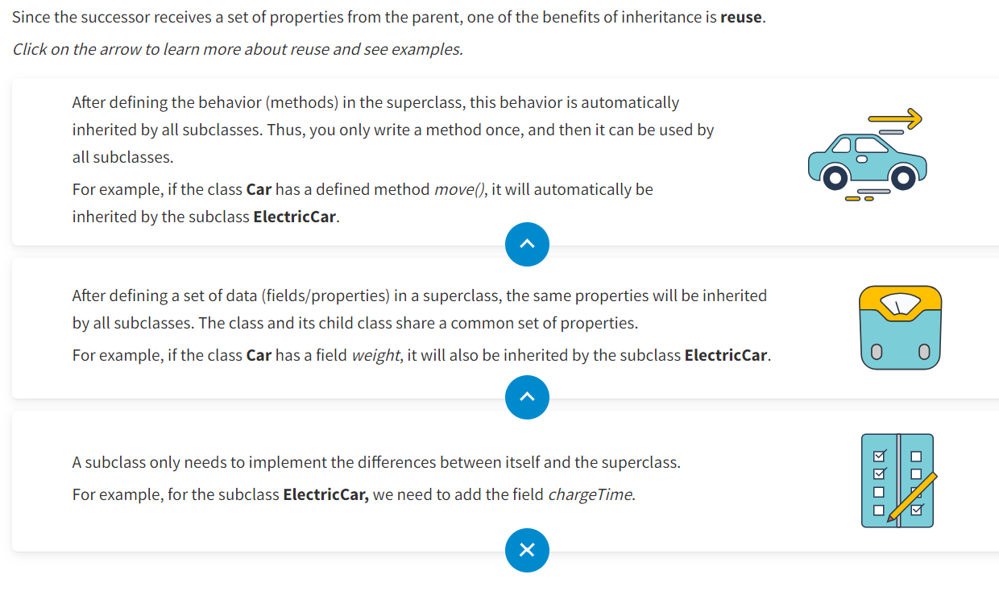 Since the successor receives a set of properties from the parent, one of the benefits of inheritance is reuse.
Click on the arrow to learn more about reuse and see examples.
After defining the behavior (methods) in the superclass, this behavior is automatically
inherited by all subclasses. Thus, you only write a method once, and then it can be used by
all subclasses.
For example, if the class Car has a defined method move(), it will automatically be
inherited by the subclass ElectricCar.
After defining a set of data (fields/properties) in a superclass, the same properties will be inherited
by all subclasses. The class and its child class share a common set of properties.
For example, if the class Car has a field weight, it will also be inherited by the subclass ElectricCar.
A subclass only needs to implement the differences between itself and the superclass.
For example, for the subclass ElectricCar, we need to add the field chargeTime.